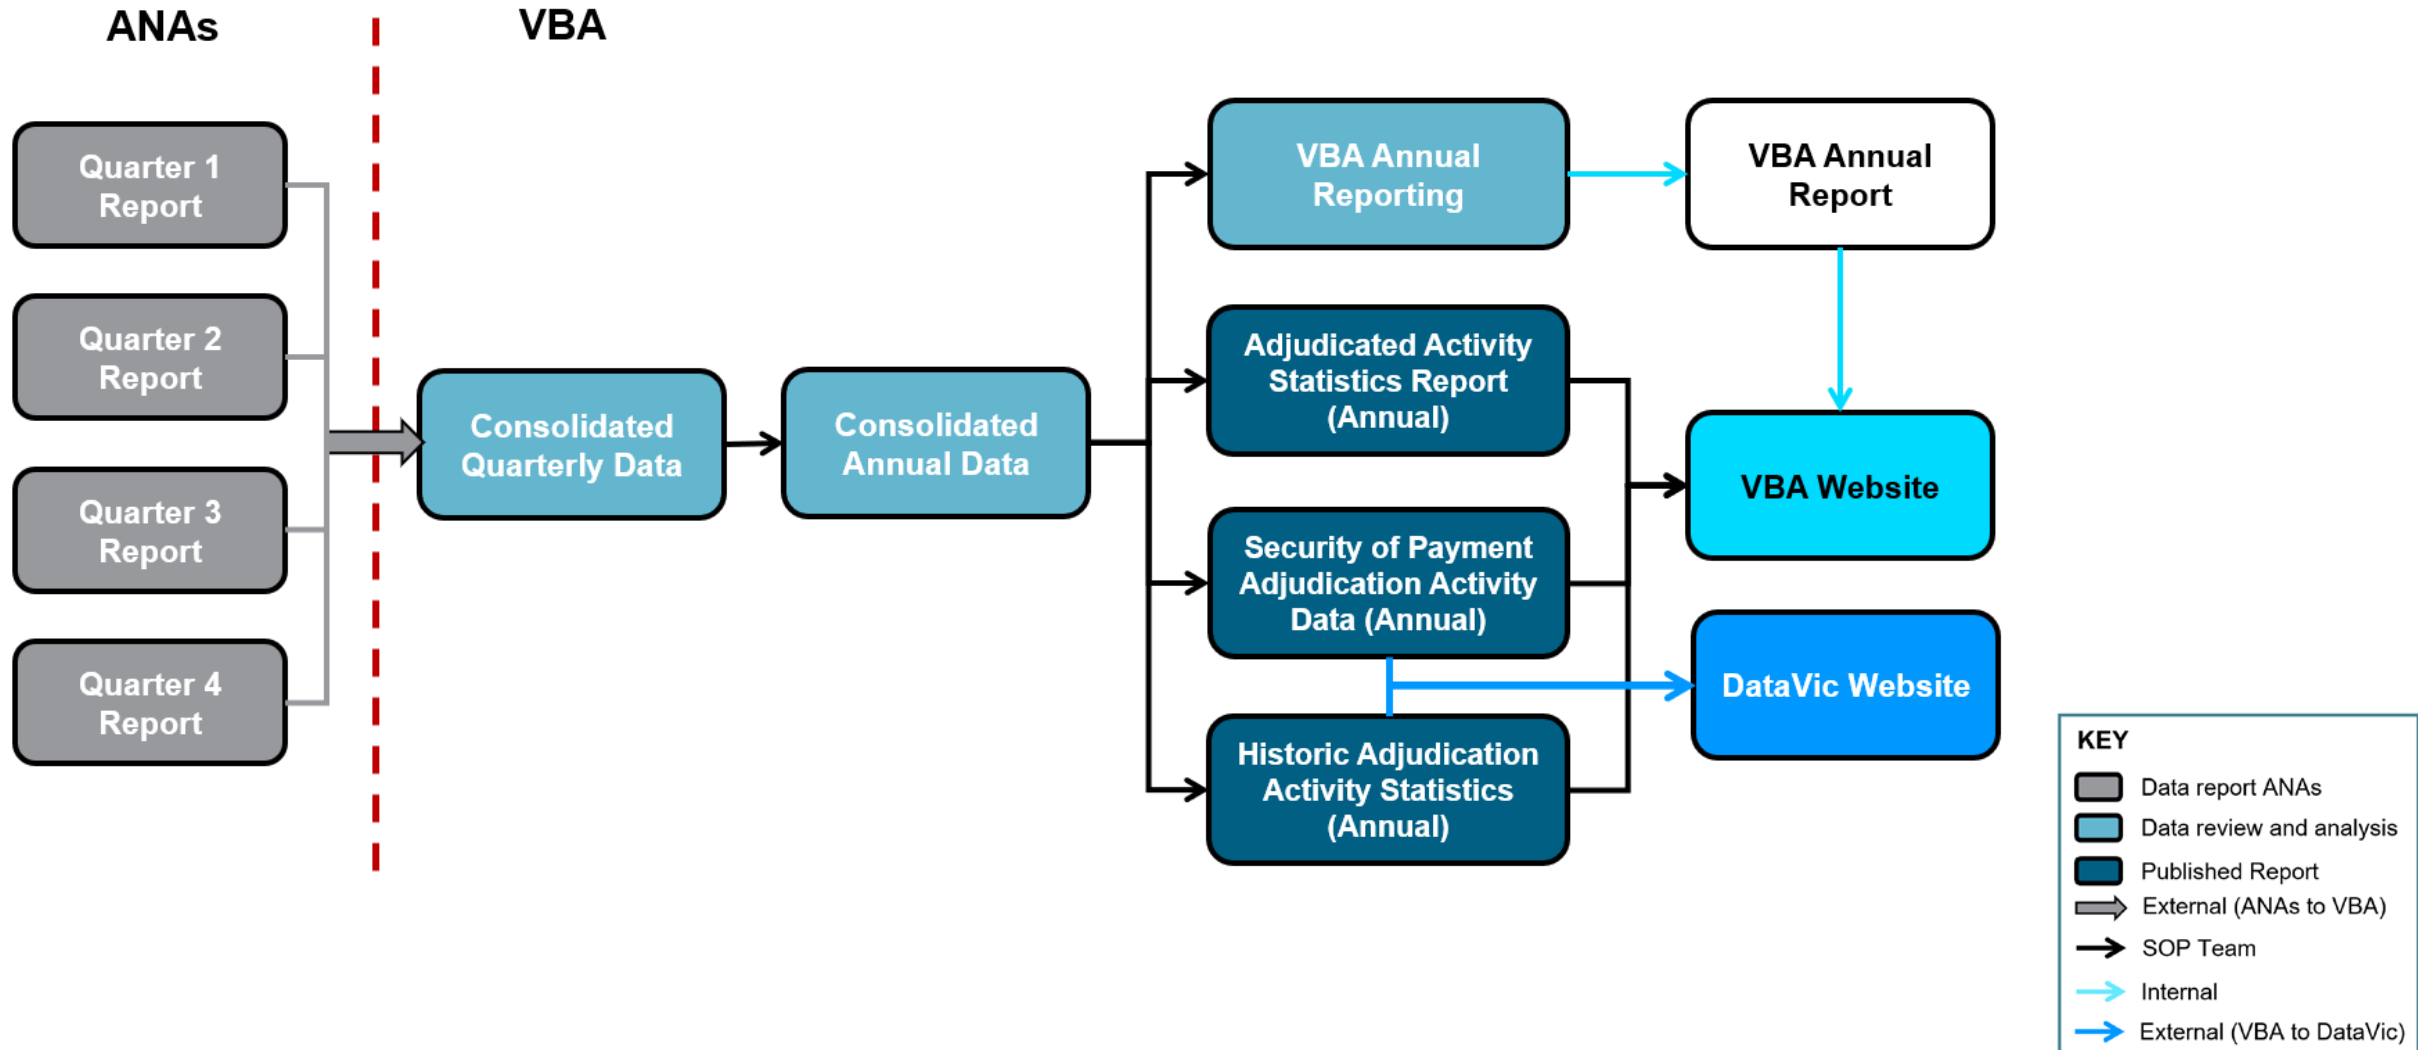 ANAs
VBA
Quarter 1
Report
Quarter 2
Report
Quarter 3
Report
Quarter 4
Report
Consolidated
Quarterly Data
Consolidated
Annual Data
VBA Annual
Reporting
Adjudicated Activity
Statistics Report
(Annual)
Security of Payment
Adjudication Activity
Data (Annual)
Historic Adjudication
Activity Statistics
(Annual)
VBA Annual
Report
VBA Website
DataVic Website
KEY
Data report ANAs
Data review and analysis
Published Report
External (ANAs to VBA)
SOP Team
Internal
External (VBA to DataVic)